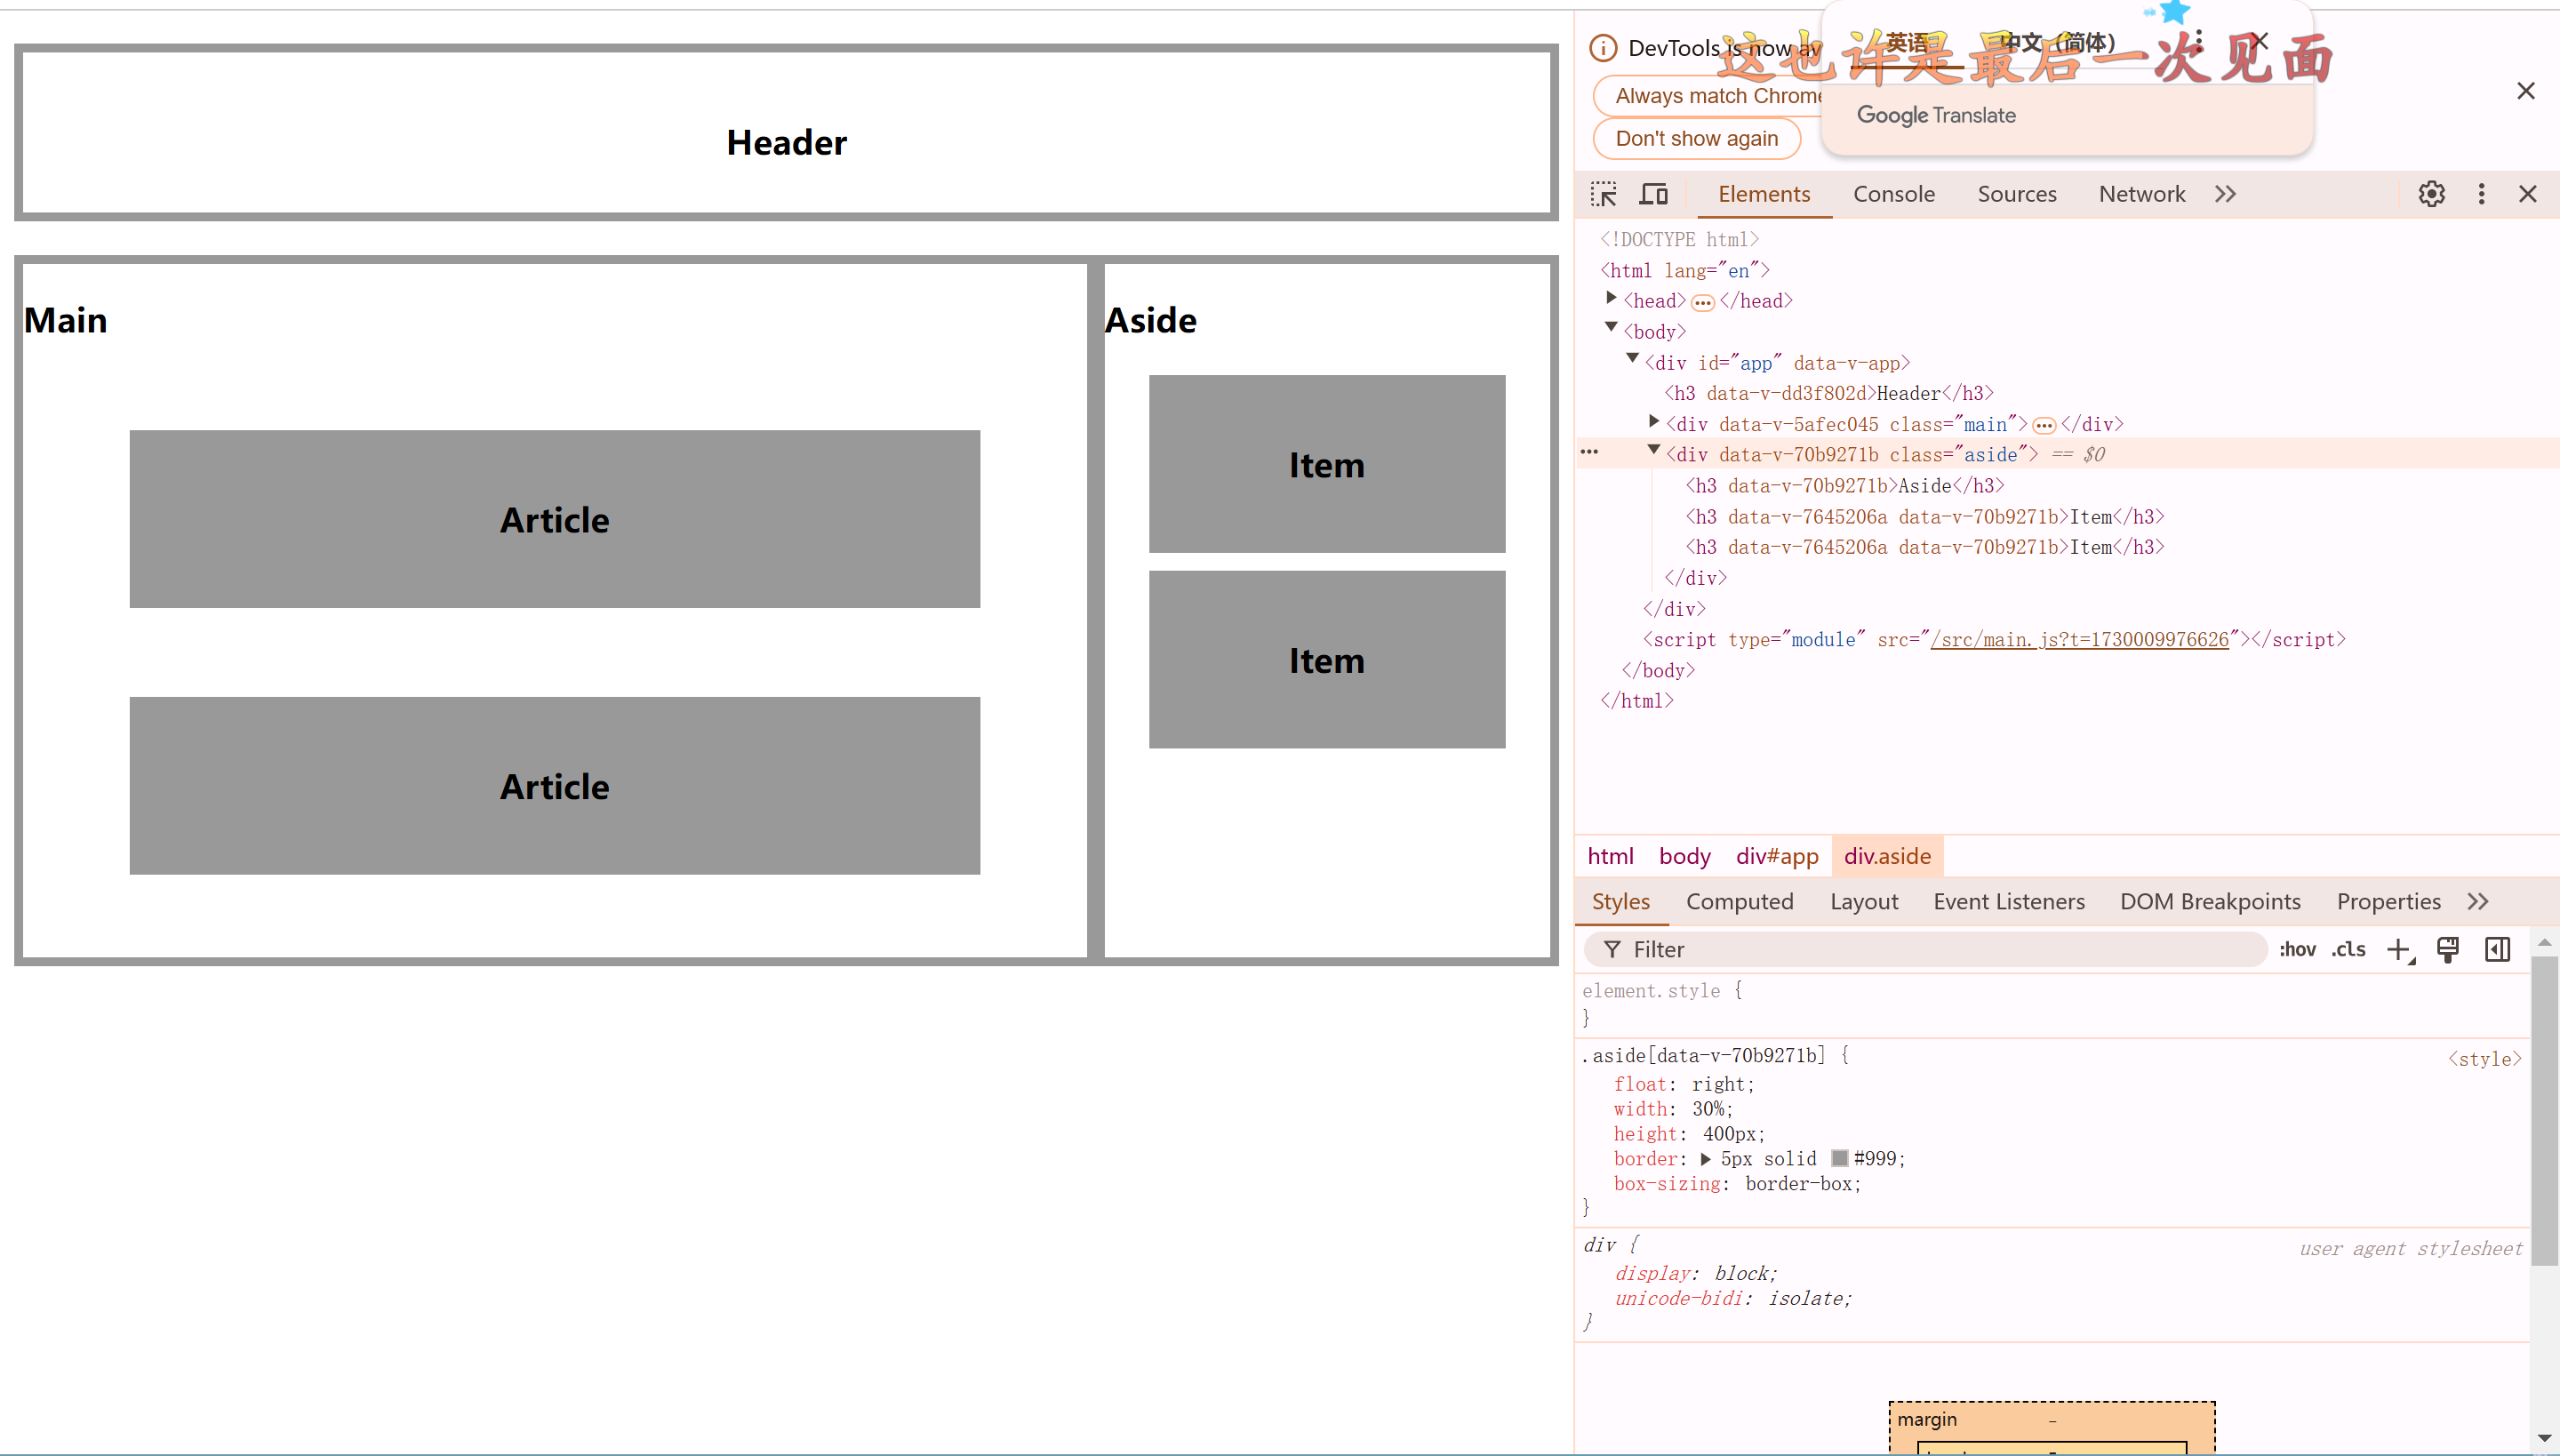 Header
Main
Article
Article
Aside
Item
Item
DevTools is now av
Always match Chrome
Don't show again
英语
中文（简体）
这也许是最后一次见面
Google Translate
Elements
Console
Sources
Network
<!DOCTYPE html>
<html lang="en">
<head>…</head>
<body>
<div id="app" data-v-app>
<h3 data-v-dd3f802d>Header</h3>
<div data-v-5afec045 class="main">…</div>
<div data-v-70b9271b class="aside"> == $0
<h3 data-v-70b9271b>Aside</h3>
<h3 data-v-7645206a data-v-70b9271b>Item</h3>
<h3 data-v-7645206a data-v-70b9271b>Item</h3>
</div>
</div>
<script type="module" src="/src/main.js?t=1730009976626"></script>
</body>
</html>
html body div#app div.aside
Styles Computed Layout Event Listeners DOM Breakpoints Properties
Filter
:hov .cls
element.style {
}
.aside[data-v-70b9271b] {
<style>
float: right;
width: 30%;
height: 400px;
border: 5px solid #999;
box-sizing: border-box;
}
div {
user agent stylesheet
display: block;
unicode-bidi: isolate;
}
margin
-